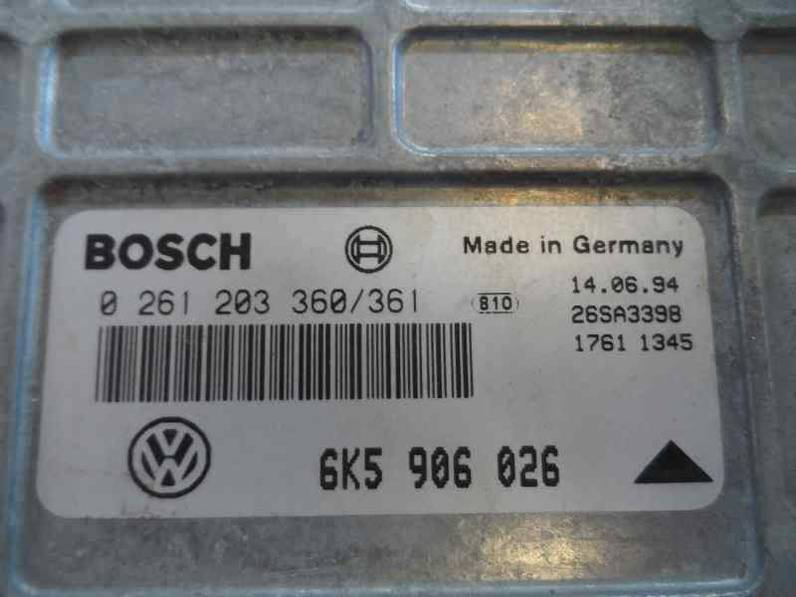 BOSCH
Made in Germany
0 261 203 360/361
810
14.06.94
26SA3398
1761 1345
VW
6K5 906 026